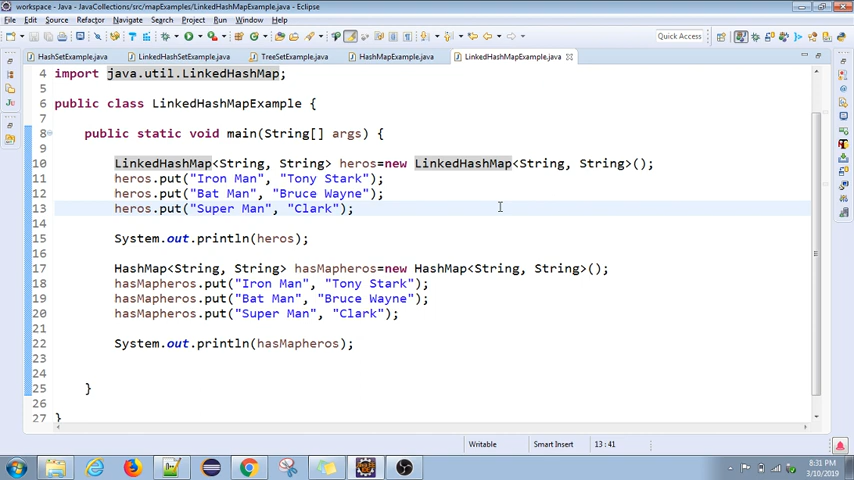 workspace - Java - JavaCollections/src/mapExamples/LinkedHashMapExample.java - Eclipse
File Edit Source Refactor Navigate Search Project Run Window Help
Quick Access
HashSetExample.java LinkedHashSetExample.java TreeSetExample.java HashMapExample.java LinkedHashMapExample.java
4 import java.util.LinkedHashMap;
5
6 public class LinkedHashMapExample {
7
8 public static void main(String[] args) {
9
10 LinkedHashMap<String, String> heros=new LinkedHashMap<String, String>();
11 heros.put("Iron Man", "Tony Stark");
12 heros.put("Bat Man", "Bruce Wayne");
13 heros.put("Super Man", "Clark");
14
15 System.out.println(heros);
16
17 HashMap<String, String> hasMapheros=new HashMap<String, String>();
18 hasMapheros.put("Iron Man", "Tony Stark");
19 hasMapheros.put("Bat Man", "Bruce Wayne");
20 hasMapheros.put("Super Man", "Clark");
21
22 System.out.println(hasMapheros);
23
24
25 }
26
27 }
Writable Smart Insert 13 : 41
8:31 PM
3/10/2019